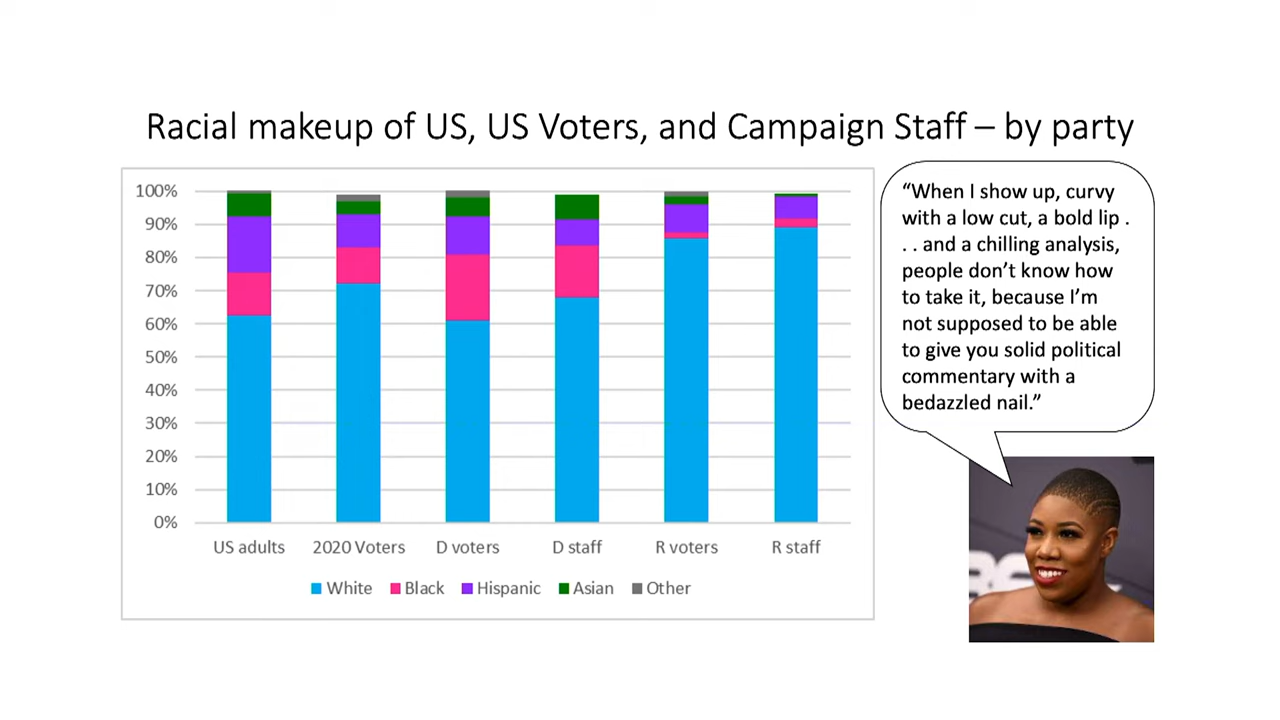 Racial makeup of US, US Voters, and Campaign Staff – by party
100%
90%
80%
70%
60%
50%
40%
30%
20%
10%
0%
US adults 2020 Voters D voters D staff R voters R staff
White Black Hispanic Asian Other
“When I show up, curvy
with a low cut, a bold lip .
. . and a chilling analysis,
people don’t know how
to take it, because I’m
not supposed to be able
to give you solid political
commentary with a
bedazzled nail.”